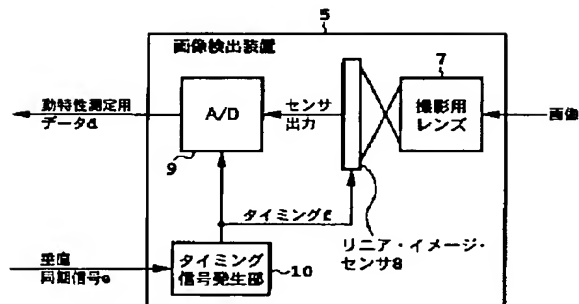 5
画像検出装置
7
動特性測定用
データd
A/D
センサ
出力
撮影用
レンズ
画像
9
タイミングf
リニア・イメージ・
センサ8
垂直
同期信号e
タイミング
信号発生部
10